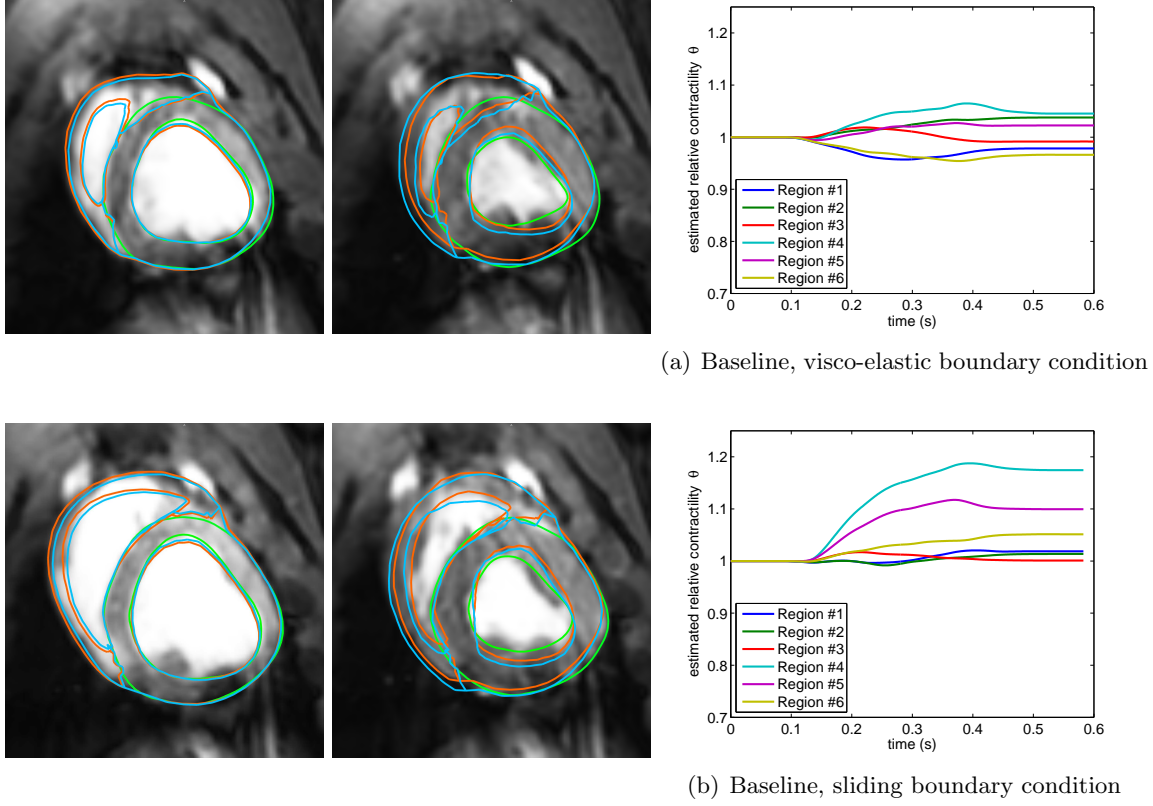 1.2
1.1
1
0.9
0.8
0.7
estimated relative contractility θ
Region #1
Region #2
Region #3
Region #4
Region #5
Region #6
0 0.1 0.2 0.3 0.4 0.5 0.6
time (s)
(a) Baseline, visco-elastic boundary condition
1.2
1.1
1
0.9
0.8
0.7
estimated relative contractility θ
Region #1
Region #2
Region #3
Region #4
Region #5
Region #6
0 0.1 0.2 0.3 0.4 0.5 0.6
time (s)
(b) Baseline, sliding boundary condition